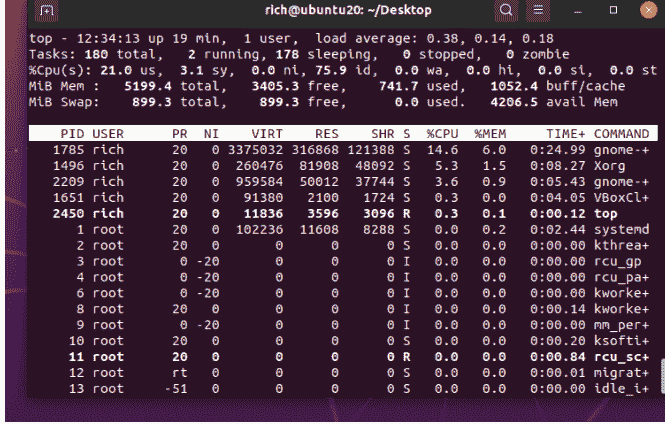 rich@ubuntu20: ~/Desktop
top - 12:34:13 up 19 min,  1 user,  load average: 0.38, 0.14, 0.18
Tasks: 180 total,   2 running, 178 sleeping,   0 stopped,   0 zombie
%Cpu(s): 21.0 us,  3.1 sy,  0.0 ni, 75.9 id,  0.0 wa,  0.0 hi,  0.0 si,  0.0 st
MiB Mem :   5199.4 total,   3405.3 free,    741.7 used,   1052.4 buff/cache
MiB Swap:    899.3 total,    899.3 free,      0.0 used.   4206.5 avail Mem
PID USER      PR  NI    VIRT    RES    SHR S  %CPU  %MEM     TIME+ COMMAND
1785 rich      20   0 3375032 316868 121388 S  14.6   6.0   0:24.99 gnome-+
1496 rich      20   0  260476  81908  48092 S   5.3   1.5   0:08.27 Xorg
2209 rich      20   0  959584  50012  37744 S   3.6   0.9   0:05.43 gnome-+
1651 rich      20   0   91380   2100   1724 S   0.3   0.0   0:04.05 VBoxCl+
2450 rich      20   0   11836   3596   3096 R   0.3   0.1   0:00.12 top
1 root      20   0  102236  11608   8288 S   0.0   0.2   0:02.44 systemd
2 root      20   0       0      0      0 S   0.0   0.0   0:00.00 kthrea+
3 root       0 -20       0      0      0 I   0.0   0.0   0:00.00 rcu_gp
4 root       0 -20       0      0      0 I   0.0   0.0   0:00.00 rcu_pa+
6 root       0 -20       0      0      0 I   0.0   0.0   0:00.00 kworke+
8 root      20   0       0      0      0 I   0.0   0.0   0:00.14 kworke+
9 root       0 -20       0      0      0 I   0.0   0.0   0:00.00 mm_per+
10 root      20   0       0      0      0 S   0.0   0.0   0:00.20 ksofti+
11 root      20   0       0      0      0 R   0.0   0.0   0:00.84 rcu_sc+
12 root      rt   0       0      0      0 S   0.0   0.0   0:00.01 migrat+
13 root     -51   0       0      0      0 S   0.0   0.0   0:00.00 idle_i+